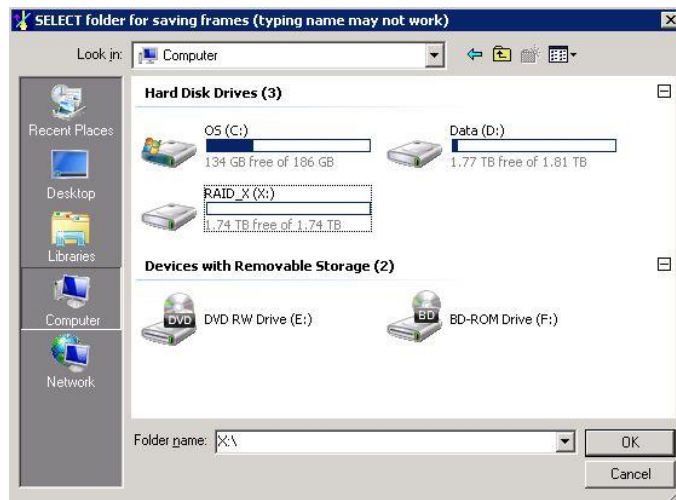 SELECT folder for saving frames (typing name may not work)
Look in: Computer
Recent Places
Desktop
Libraries
Computer
Network
Hard Disk Drives (3)
OS (C:)
134 GB free of 186 GB
Data (D:)
1.77 TB free of 1.81 TB
RAID_X (X:)
1.74 TB free of 1.74 TB
Devices with Removable Storage (2)
DVD
DVD RW Drive (E:)
BD
BD-ROM Drive (F:)
Folder name: X:\
OK
Cancel